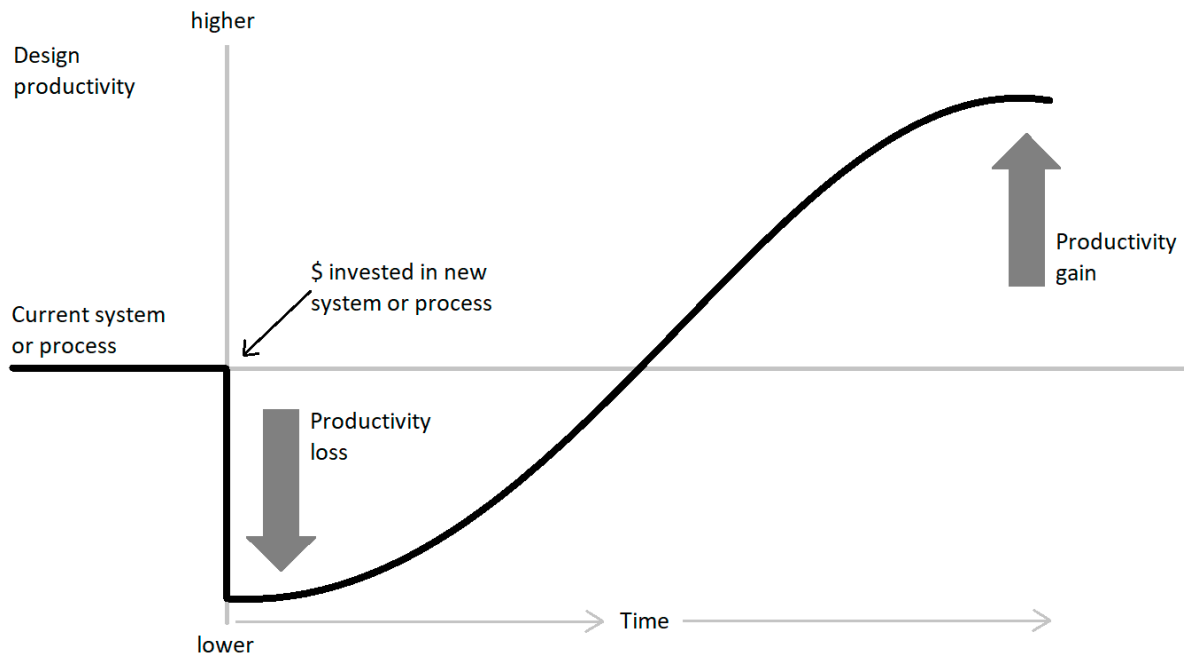 higher
Design
productivity
$ invested in new
system or process
Productivity
gain
Current system
or process
Productivity
loss
Time
lower